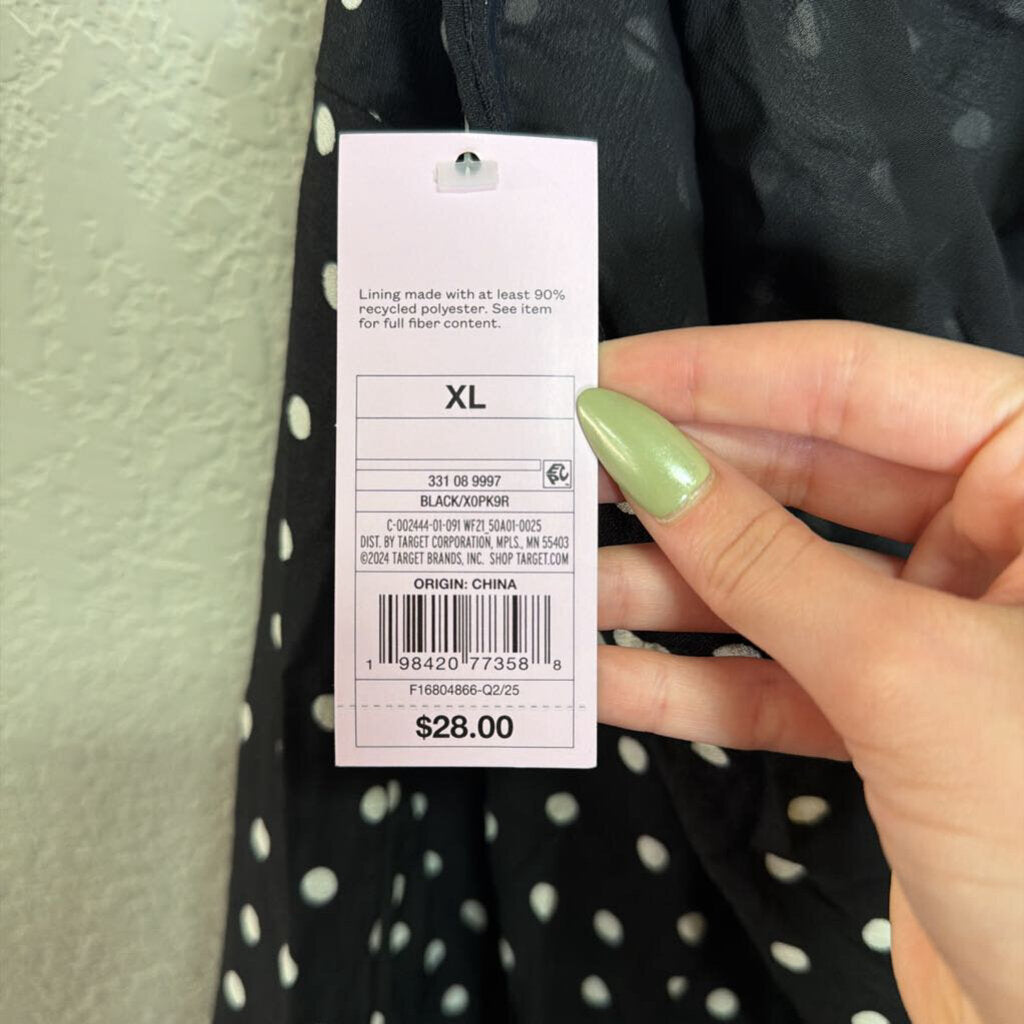 Lining made with at least 90%
recycled polyester. See item
for full fiber content.
XL
331 08 9997
BLACK/X0PK9R
C-002444-01-091 WF21_50A01-0025
DIST. BY TARGET CORPORATION, MPLS., MN 55403
©2024 TARGET BRANDS, INC. SHOP TARGET.COM
ORIGIN: CHINA
1 98420 77358 8
F16804866-Q2/25
$28.00